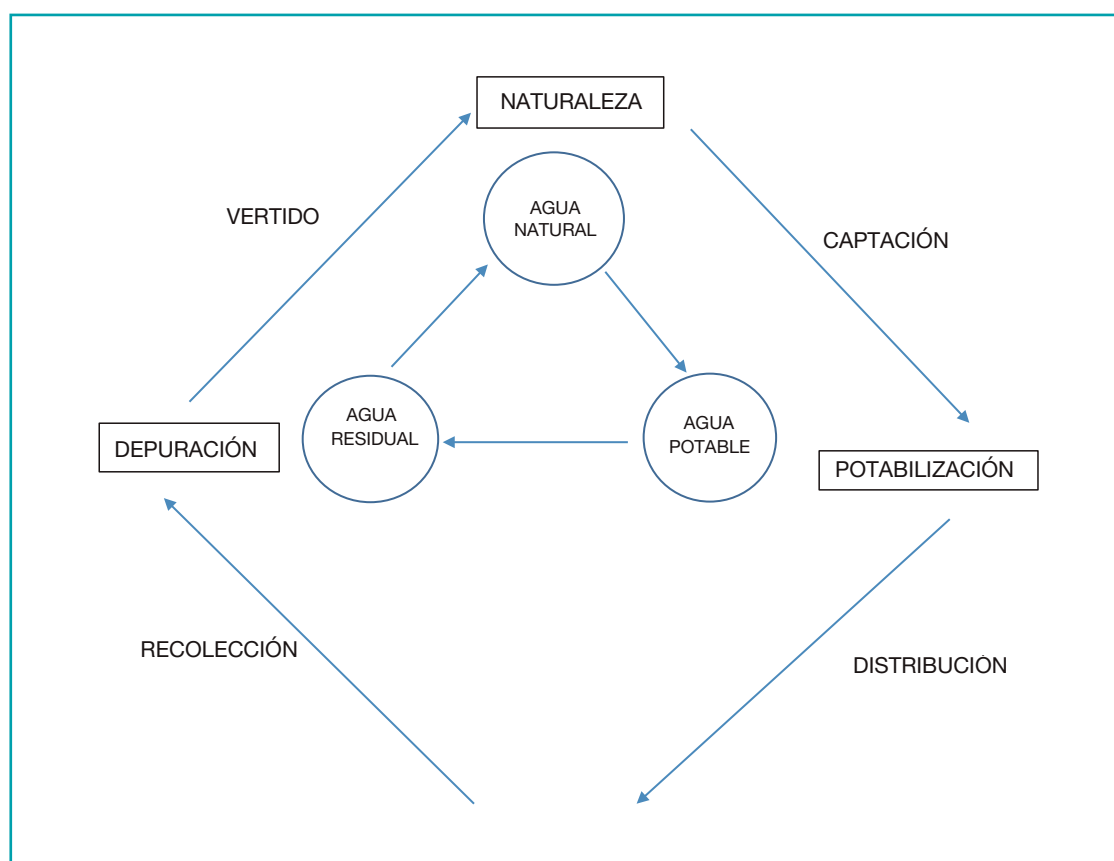 NATURALEZA
AGUA
NATURAL
VERTIDO
CAPTACIÓN
AGUA
RESIDUAL
AGUA
POTABLE
DEPURACIÓN
POTABILIZACIÓN
RECOLECCIÓN
DISTRIBUCIÓN